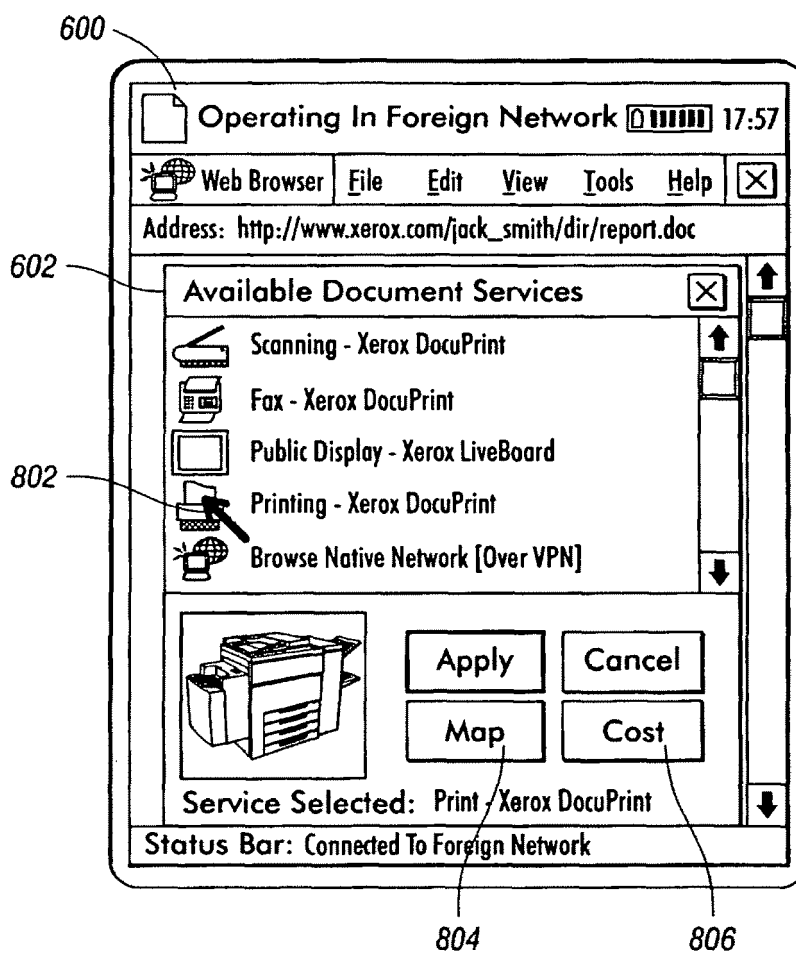 600
Operating In Foreign Network 17:57
Web Browser File Edit View Tools Help
Address: http://www.xerox.com/jack_smith/dir/report.doc
602
Available Document Services
Scanning - Xerox DocuPrint
Fax - Xerox DocuPrint
Public Display - Xerox LiveBoard
802
Printing - Xerox DocuPrint
Browse Native Network [Over VPN]
Apply Cancel
Map Cost
Service Selected: Print - Xerox DocuPrint
Status Bar: Connected To Foreign Network
804 806